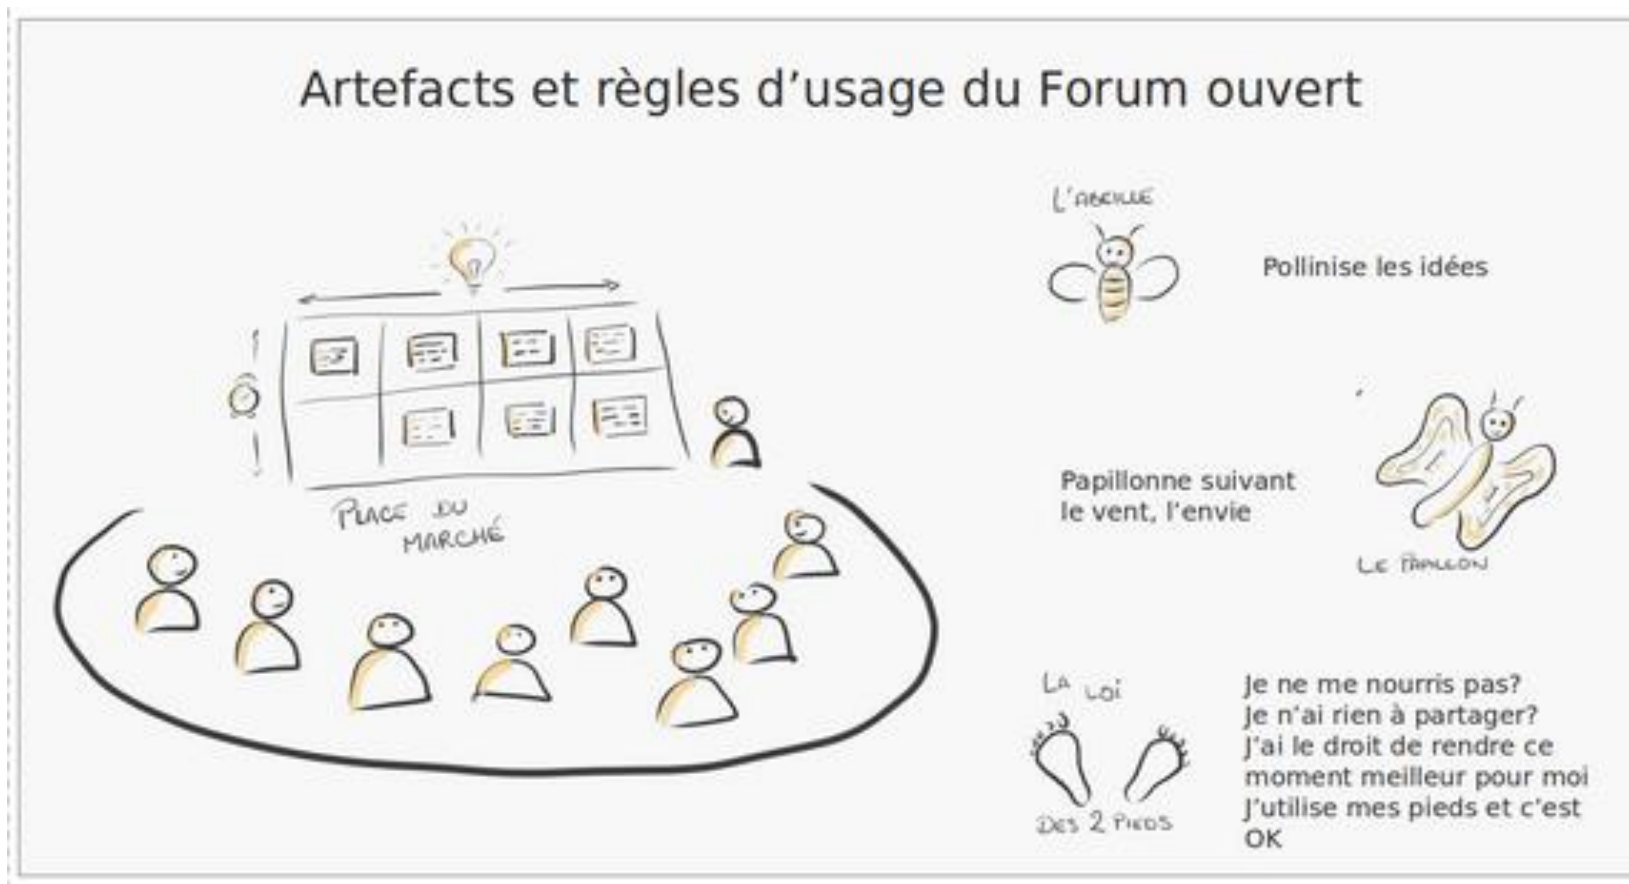 Artefacts et règles d’usage du Forum ouvert
L'ABEILLE
Pollinise les idées
PLACE DU
MARCHÉ
Papillonne suivant
le vent, l’envie
LE PAPILLON
LA LOI
DES 2 PIEDS
Je ne me nourris pas?
Je n’ai rien à partager?
J’ai le droit de rendre ce
moment meilleur pour moi
J’utilise mes pieds et c’est
OK